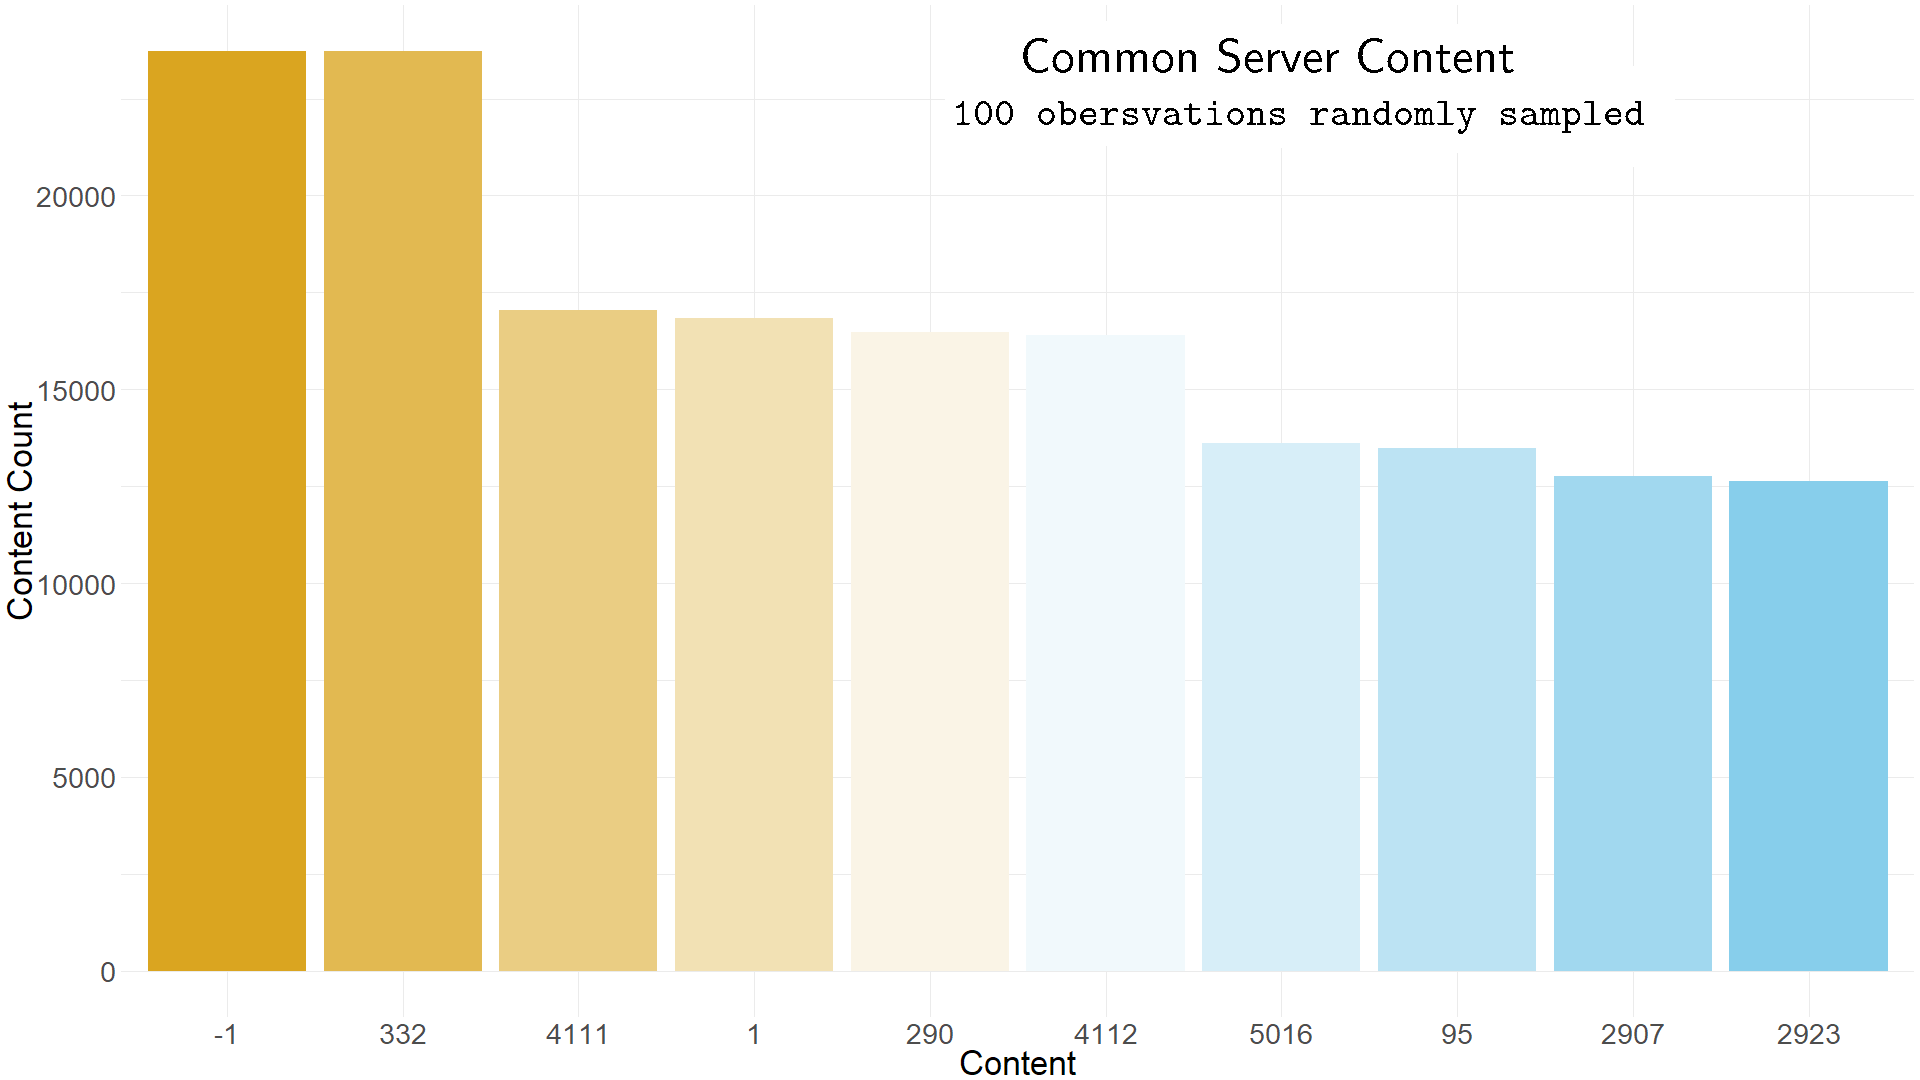 Common Server Content
100 obersvations randomly sampled
Content Count
20000
15000
10000
5000
0
-1 332 4111 1 290 4112 5016 95 2907 2923
Content